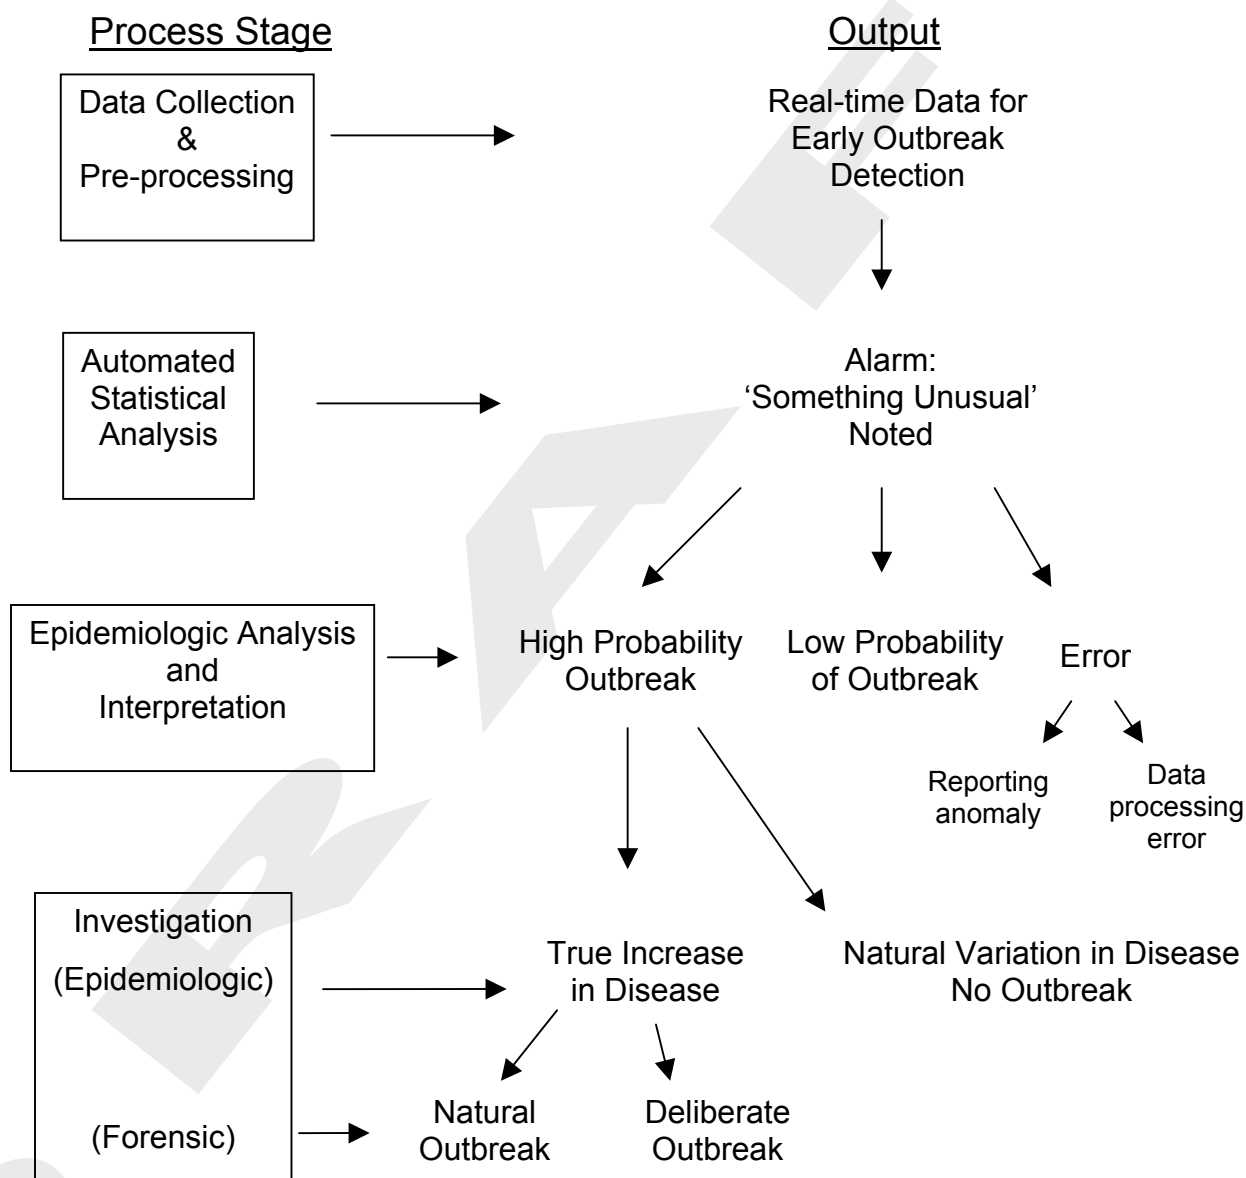 Process Stage
Output
Data Collection
&
Pre-processing
Real-time Data for
Early Outbreak
Detection
Automated
Statistical
Analysis
Alarm:
‘Something Unusual’
Noted
Epidemiologic Analysis
and
Interpretation
High Probability
Outbreak
Low Probability
of Outbreak
Error
Reporting
anomaly
Data
processing
error
Investigation
(Epidemiologic)
(Forensic)
True Increase
in Disease
Natural Variation in Disease
No Outbreak
Natural
Outbreak
Deliberate
Outbreak